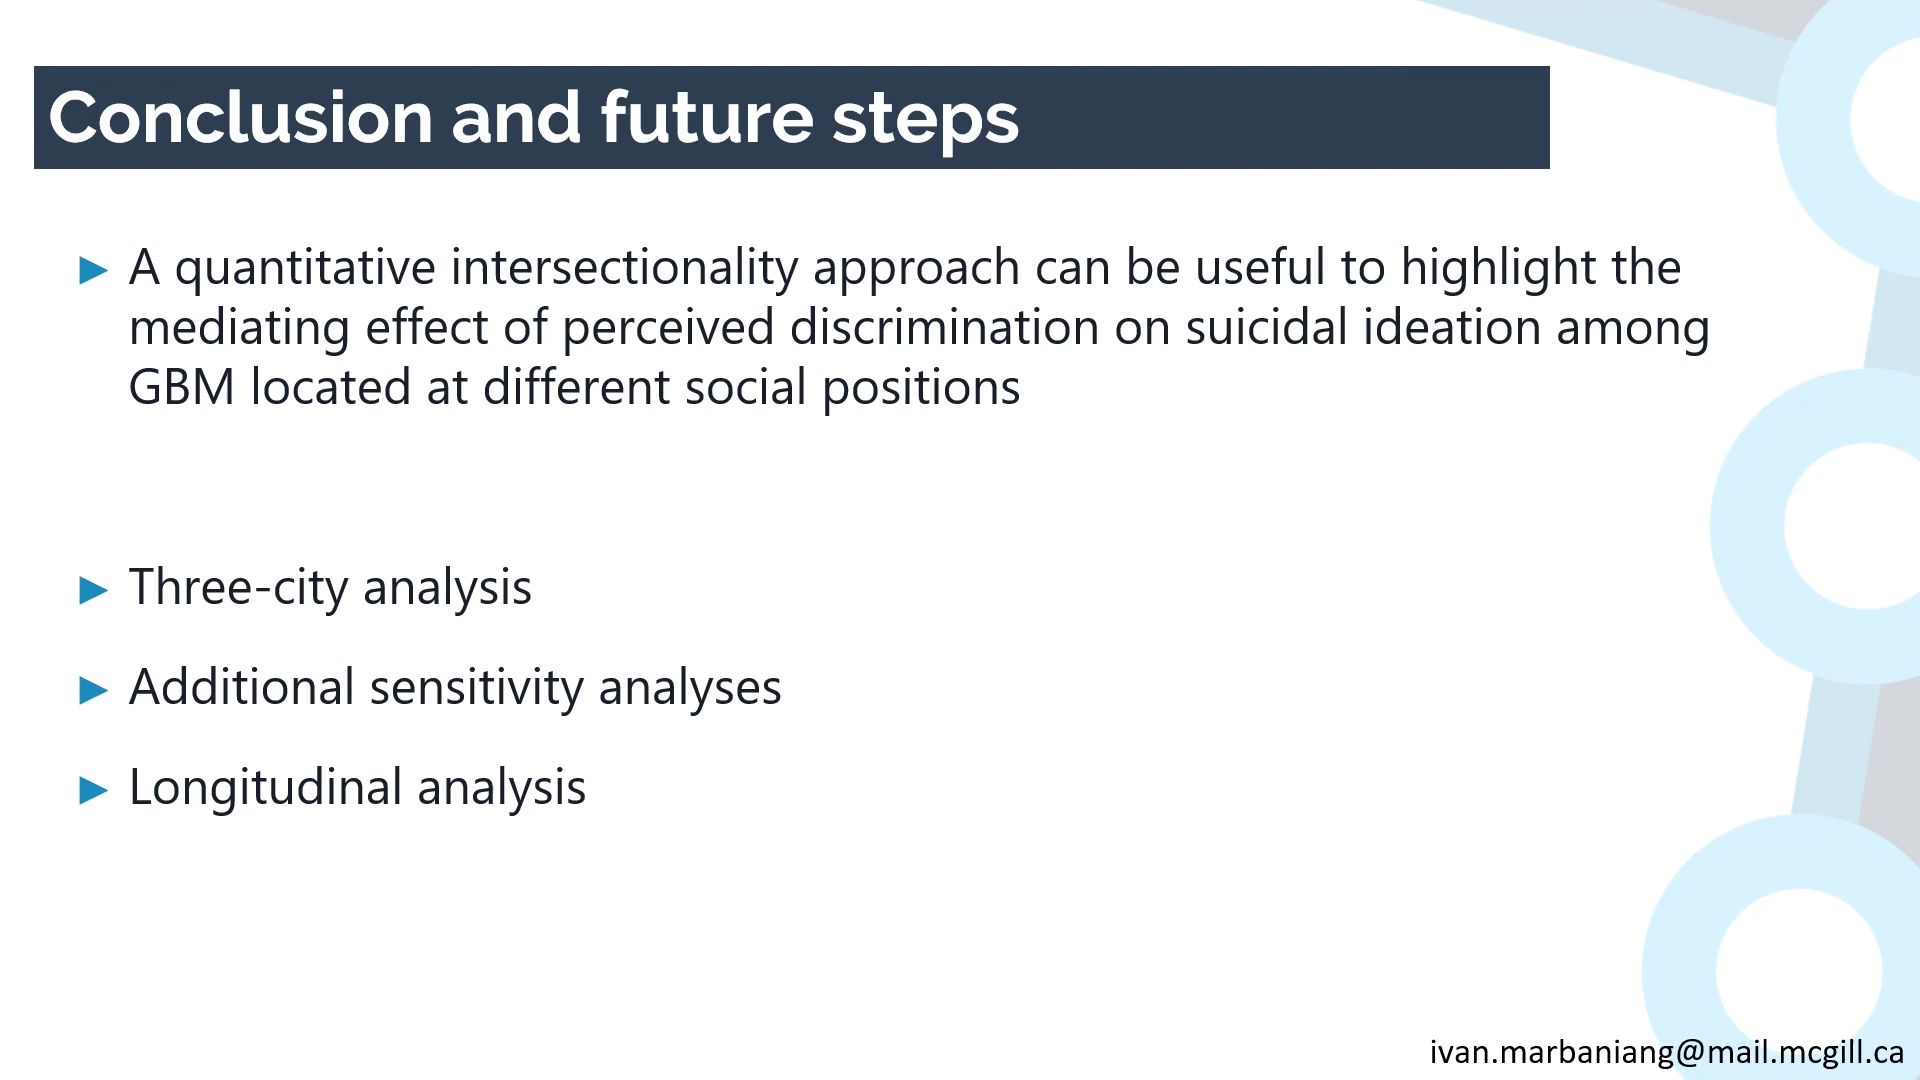 Conclusion and future steps
► A quantitative intersectionality approach can be useful to highlight the
mediating effect of perceived discrimination on suicidal ideation among
GBM located at different social positions
► Three-city analysis
► Additional sensitivity analyses
► Longitudinal analysis
ivan.marbaniang@mail.mcgill.ca